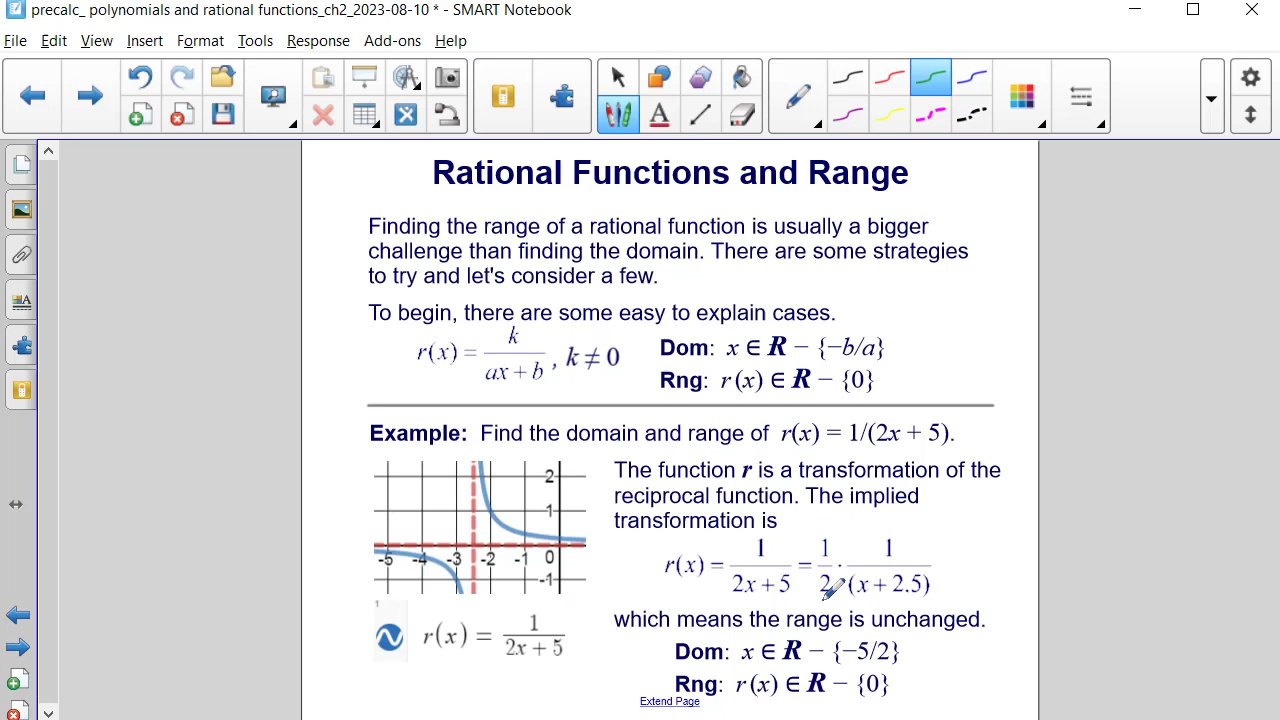 precalc_ polynomials and rational functions_ch2_2023-08-10 * - SMART Notebook
File Edit View Insert Format Tools Response Add-ons Help
Rational Functions and Range
Finding the range of a rational function is usually a bigger
challenge than finding the domain. There are some strategies
to try and let's consider a few.
To begin, there are some easy to explain cases.
r(x) = k/(ax + b), k ≠ 0
Dom: x ∈ R − {−b/a}
Rng: r (x) ∈ R − {0}
Example: Find the domain and range of r(x) = 1/(2x + 5).
2
1
-5 -4 -3 -2 -1 0
-1
1
r(x) = 1/(2x + 5)
The function r is a transformation of the
reciprocal function. The implied
transformation is
r(x) = 1/(2x + 5) = 1/2 · 1/(x + 2.5)
which means the range is unchanged.
Dom: x ∈ R − {−5/2}
Rng: r (x) ∈ R − {0}
Extend Page